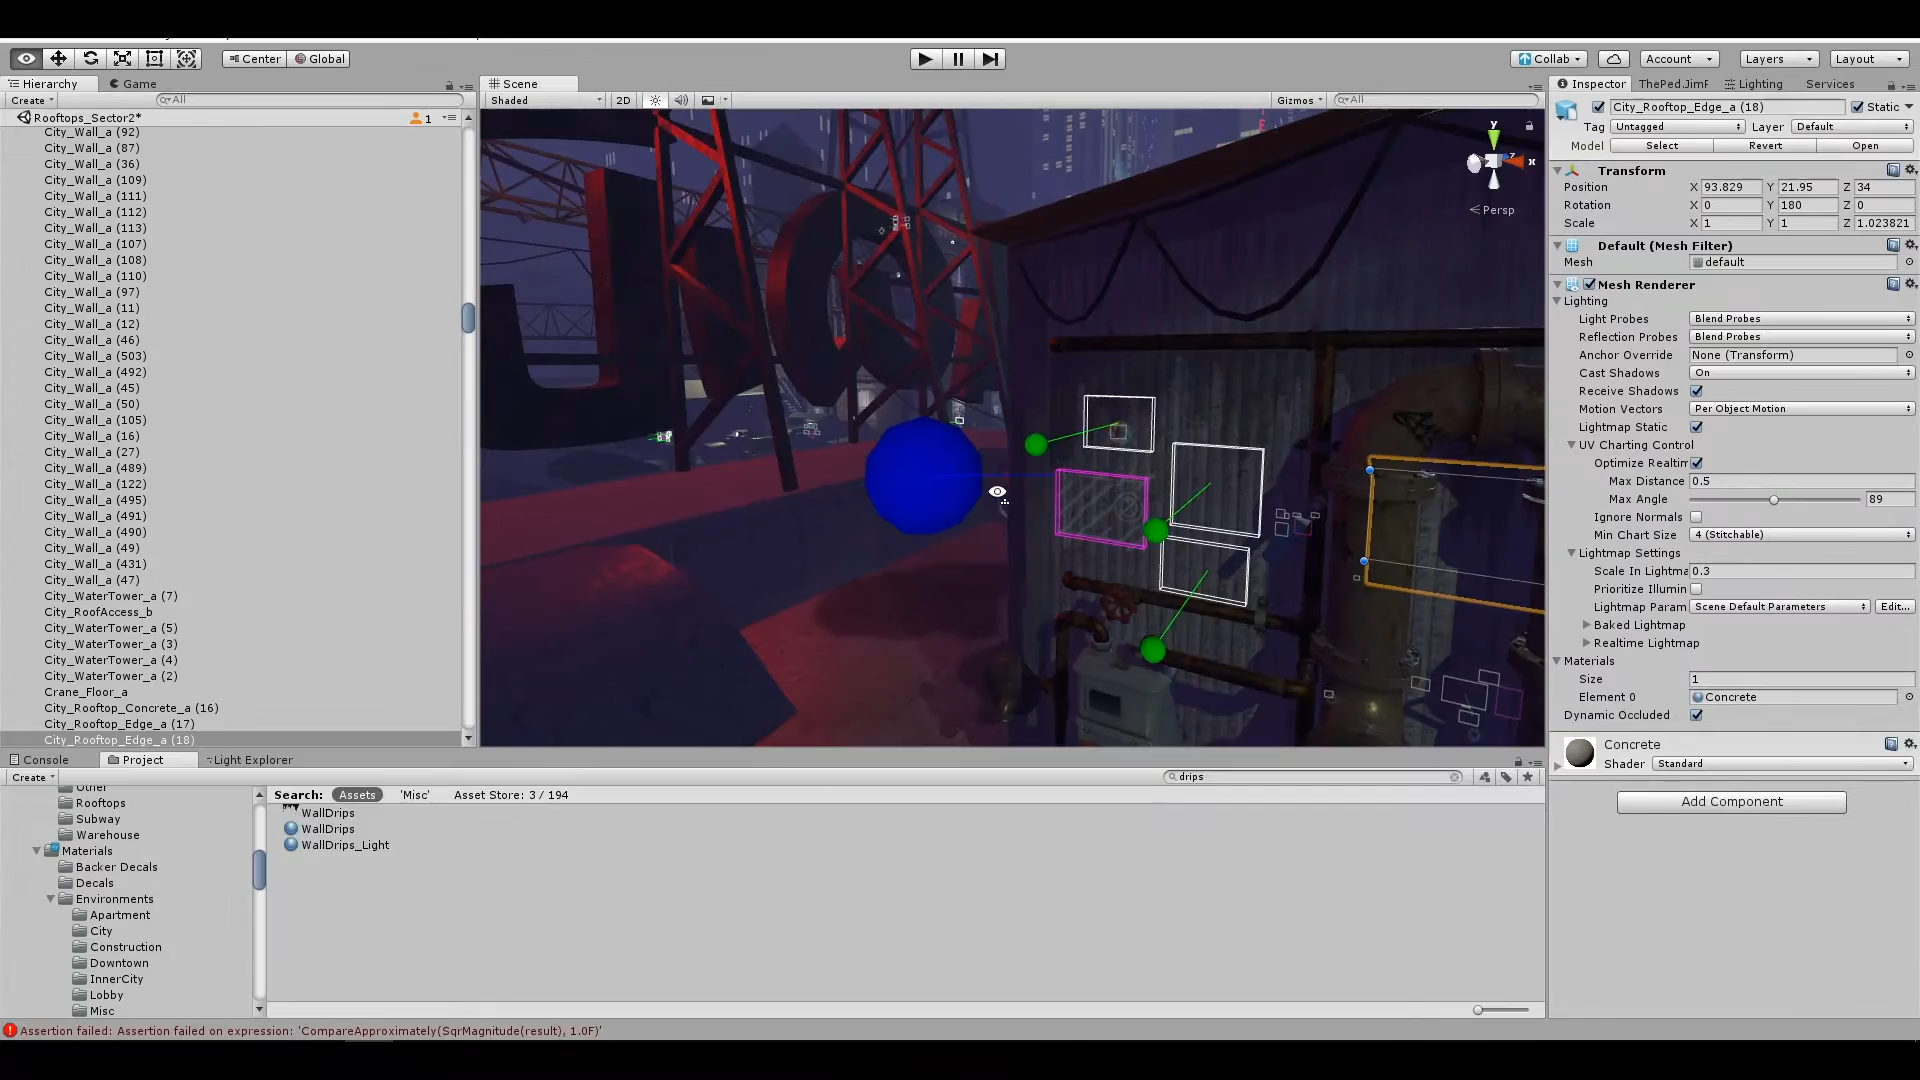 Center
Global
Collab
Account
Layers
Layout
Hierarchy
Game
Scene
Inspector
ThePed.JimF
Lighting
Services
Create
All
Shaded
2D
Gizmos
All
City_Rooftop_Edge_a (18)
Static
Rooftops_Sector2*
1
Tag
Untagged
Layer
Default
Model
Select
Revert
Open
City_Wall_a (92)
City_Wall_a (87)
City_Wall_a (36)
City_Wall_a (109)
City_Wall_a (111)
City_Wall_a (112)
City_Wall_a (113)
City_Wall_a (107)
City_Wall_a (108)
City_Wall_a (110)
City_Wall_a (97)
City_Wall_a (11)
City_Wall_a (12)
City_Wall_a (46)
City_Wall_a (503)
City_Wall_a (492)
City_Wall_a (45)
City_Wall_a (50)
City_Wall_a (105)
City_Wall_a (16)
City_Wall_a (27)
City_Wall_a (489)
City_Wall_a (122)
City_Wall_a (495)
City_Wall_a (491)
City_Wall_a (490)
City_Wall_a (49)
City_Wall_a (431)
City_Wall_a (47)
City_WaterTower_a (7)
City_RoofAccess_b
City_WaterTower_a (5)
City_WaterTower_a (3)
City_WaterTower_a (4)
City_WaterTower_a (2)
Crane_Floor_a
City_Rooftop_Concrete_a (16)
City_Rooftop_Edge_a (17)
City_Rooftop_Edge_a (18)
y
x
Persp
Transform
Position X 93.829 Y 21.95 Z 34
Rotation X 0 Y 180 Z 0
Scale X 1 Y 1 Z 1.023821
Default (Mesh Filter)
Mesh default
Mesh Renderer
Lighting
Light Probes Blend Probes
Reflection Probes Blend Probes
Anchor Override None (Transform)
Cast Shadows On
Receive Shadows
Motion Vectors Per Object Motion
Lightmap Static
UV Charting Control
Optimize Realtim
Max Distance 0.5
Max Angle 89
Ignore Normals
Min Chart Size 4 (Stitchable)
Lightmap Settings
Scale In Lightma 0.3
Prioritize Illumin
Lightmap Param Scene Default Parameters Edit...
Baked Lightmap
Realtime Lightmap
Materials
Size 1
Element 0 Concrete
Dynamic Occluded
Concrete
Shader Standard
Add Component
Console
Project
Light Explorer
Create
drips
Other
Rooftops
Subway
Warehouse
Materials
Backer Decals
Decals
Environments
Apartment
City
Construction
Downtown
InnerCity
Lobby
Misc
Search: Assets 'Misc' Asset Store: 3 / 194
WallDrips
WallDrips
WallDrips_Light
Assertion failed: Assertion failed on expression: 'CompareApproximately(SqrMagnitude(result), 1.0F)'